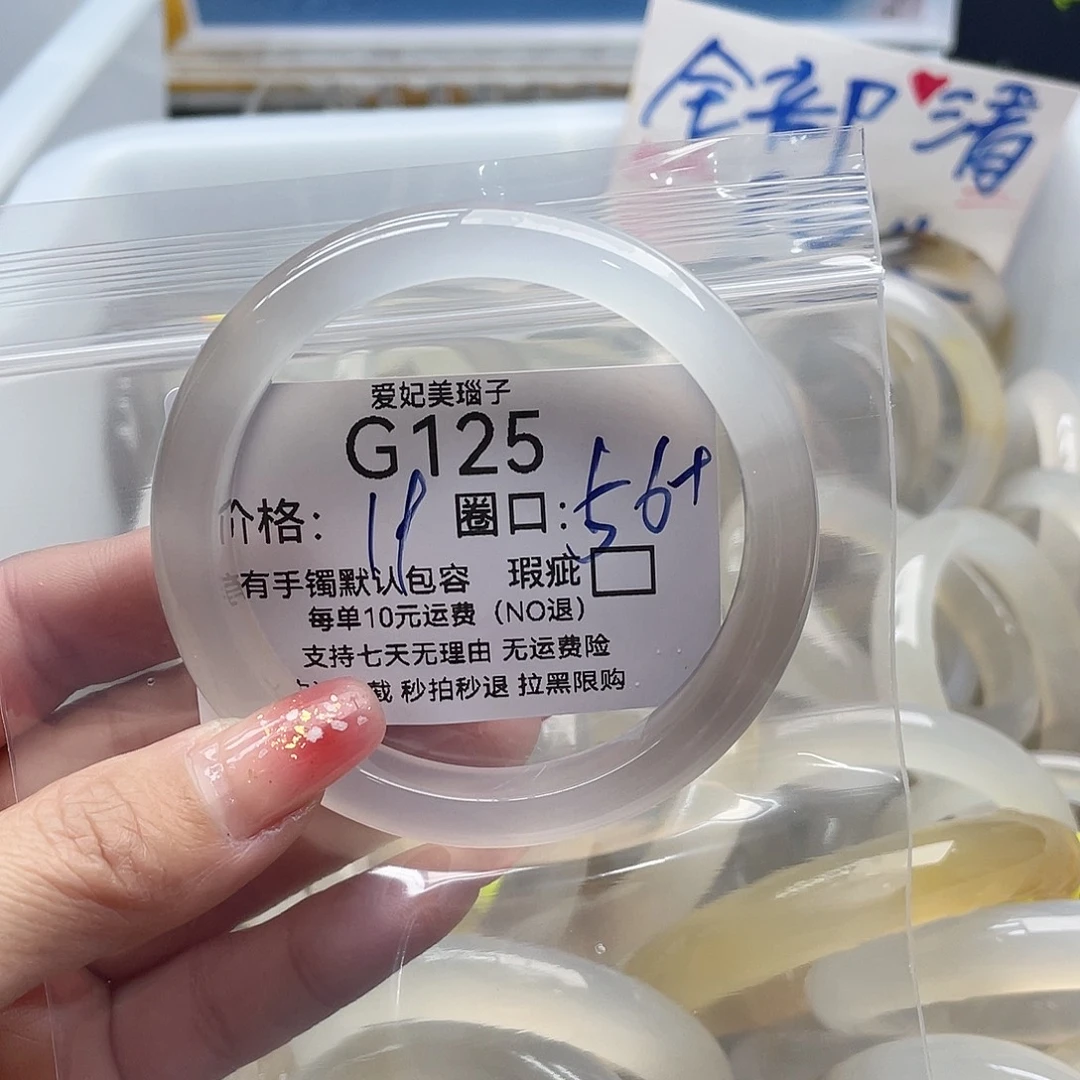 全部清
爱妃美瑙子
G125
价格: 圈口: 56+
有手镯默认包容 瑕疵
每单10元运费（NO退）
支持七天无理由 无运费险
截 秒拍秒退 拉黑限购